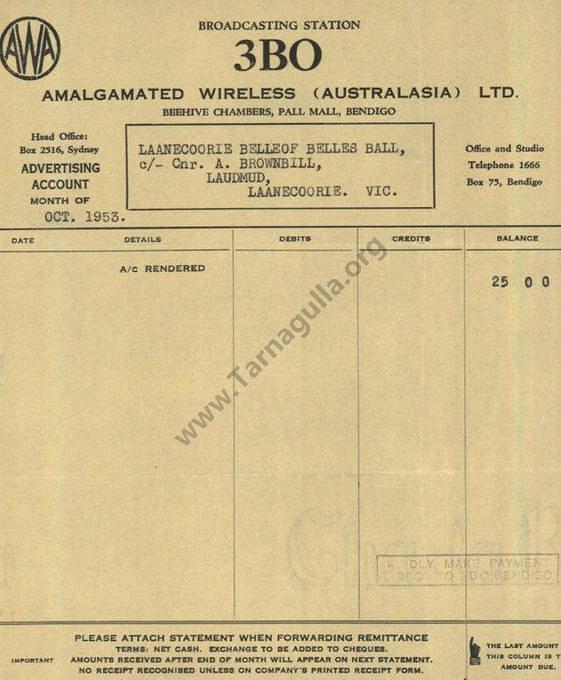 AWA
BROADCASTING STATION
3BO
AMALGAMATED WIRELESS (AUSTRALASIA) LTD.
BEEHIVE CHAMBERS, PALL MALL, BENDIGO
Head Office:
Box 2516, Sydney
ADVERTISING
ACCOUNT
MONTH OF
OCT. 1953.
LAANECOORIE BELLEOF BELLES BALL,
c/- Cnr. A. BROWNBILL,
LAUDMUD,
LAANECOORIE. VIC.
Office and Studio
Telephone 1666
Box 75, Bendigo
DATE DETAILS DEBITS CREDITS BALANCE
A/C RENDERED 25 0 0
www.Tarnagulla.org
MAKE PAYMENT
TO 3BO BENDIGO
PLEASE ATTACH STATEMENT WHEN FORWARDING REMITTANCE
TERMS: NET CASH. EXCHANGE TO BE ADDED TO CHEQUES.
IMPORTANT AMOUNTS RECEIVED AFTER END OF MONTH WILL APPEAR ON NEXT STATEMENT.
NO RECEIPT RECOGNISED UNLESS ON COMPANY'S PRINTED RECEIPT FORM.
THE LAST AMOUNT
THIS COLUMN IS T
AMOUNT DUE.